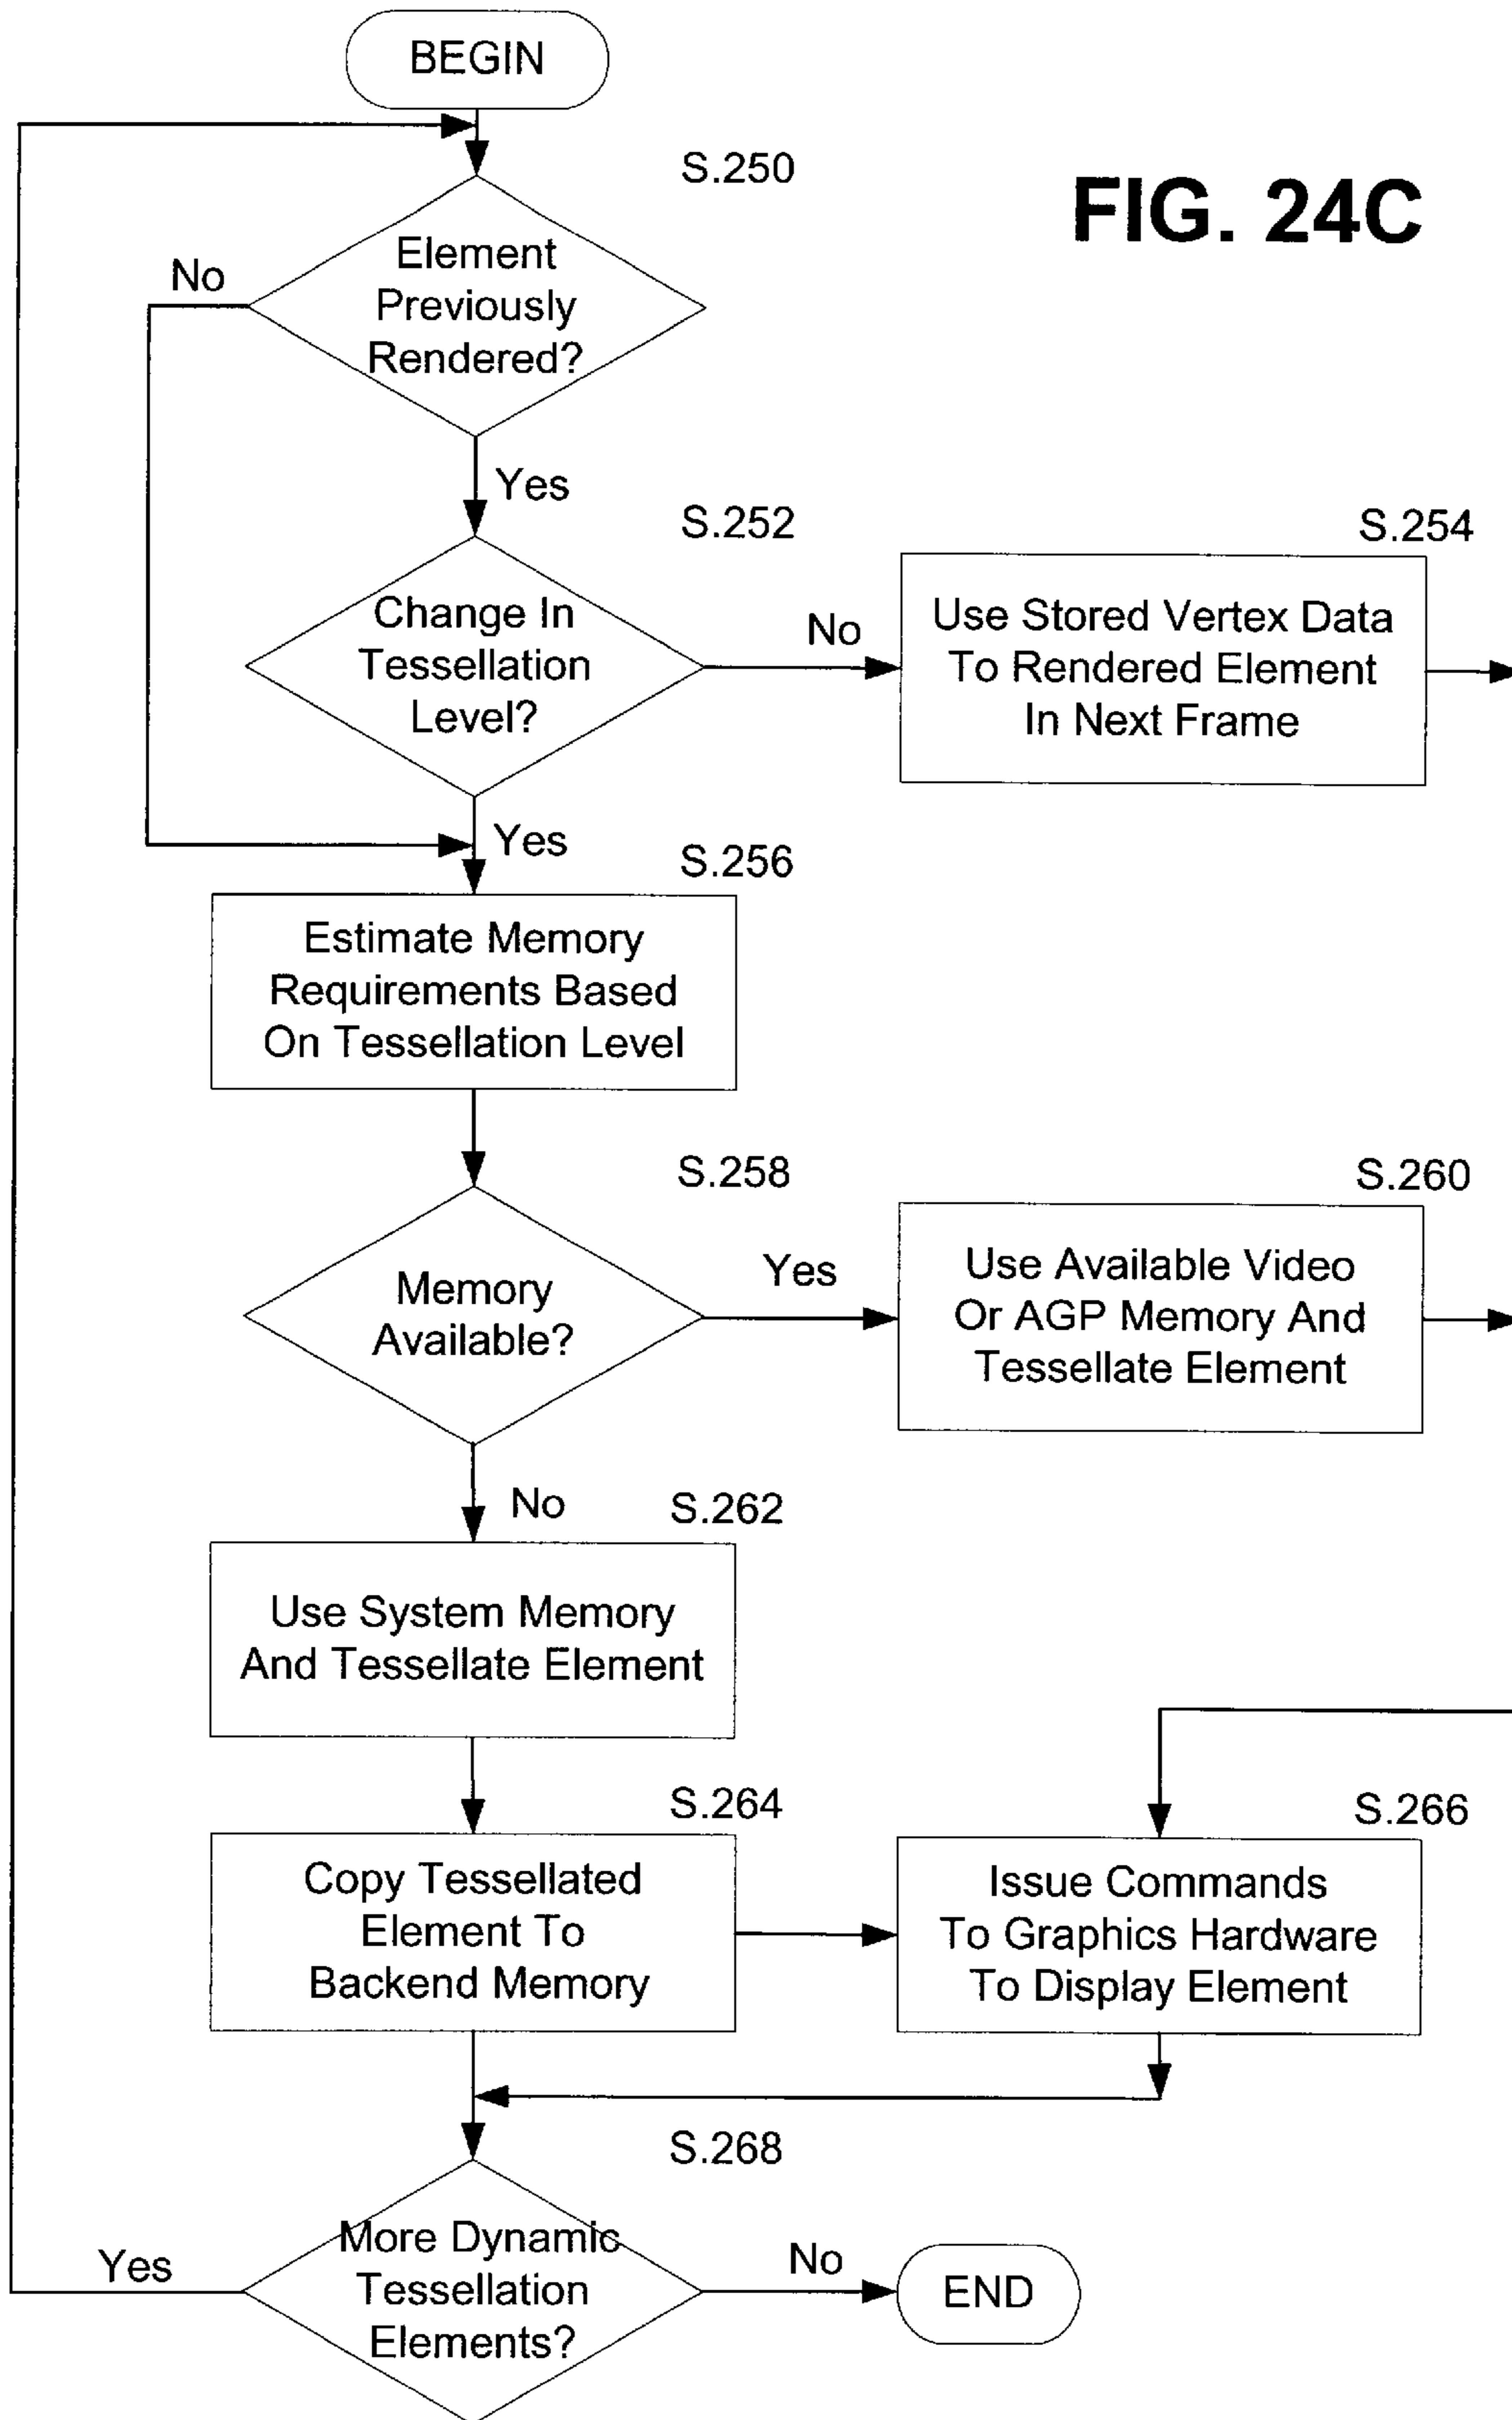 BEGIN
S.250
FIG. 24C
Element
Previously
Rendered?
No
Yes
S.252
Change In
Tessellation
Level?
No
S.254
Use Stored Vertex Data
To Rendered Element
In Next Frame
Yes
S.256
Estimate Memory
Requirements Based
On Tessellation Level
S.258
Memory
Available?
Yes
S.260
Use Available Video
Or AGP Memory And
Tessellate Element
No
S.262
Use System Memory
And Tessellate Element
S.264
Copy Tessellated
Element To
Backend Memory
S.266
Issue Commands
To Graphics Hardware
To Display Element
S.268
More Dynamic
Tessellation
Elements?
Yes
No
END